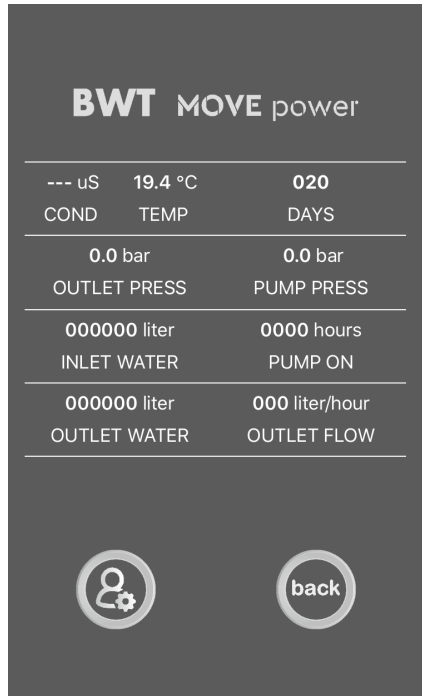 BWT MOVE power
--- uS 19.4 °C 020
COND TEMP DAYS
0.0 bar 0.0 bar
OUTLET PRESS PUMP PRESS
000000 liter 0000 hours
INLET WATER PUMP ON
000000 liter 000 liter/hour
OUTLET WATER OUTLET FLOW
back